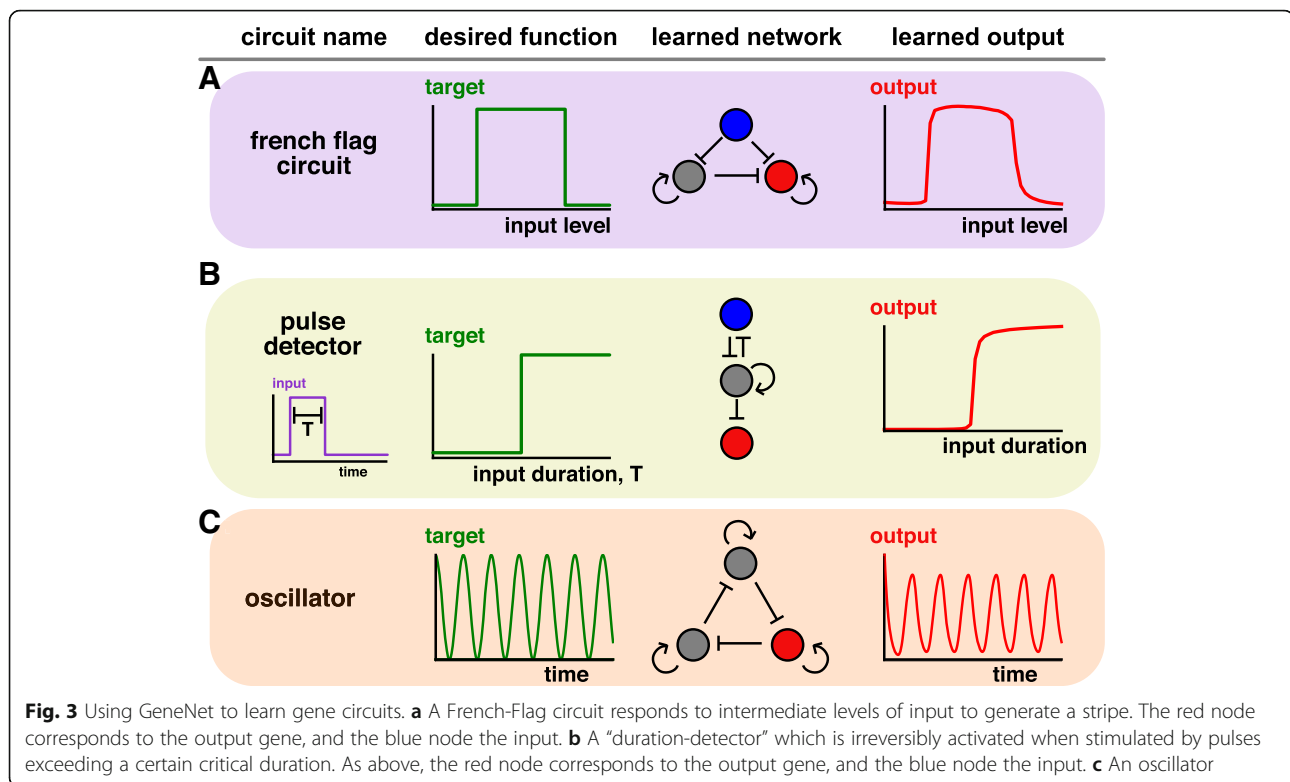 circuit name desired function learned network learned output
A
french flag
circuit
target
input level
output
input level
B
pulse
detector
input
T
time
target
input duration, T
output
input duration
C
oscillator
target
time
output
time
Fig. 3 Using GeneNet to learn gene circuits. a A French-Flag circuit responds to intermediate levels of input to generate a stripe. The red node
corresponds to the output gene, and the blue node the input. b A “duration-detector” which is irreversibly activated when stimulated by pulses
exceeding a certain critical duration. As above, the red node corresponds to the output gene, and the blue node the input. c An oscillator